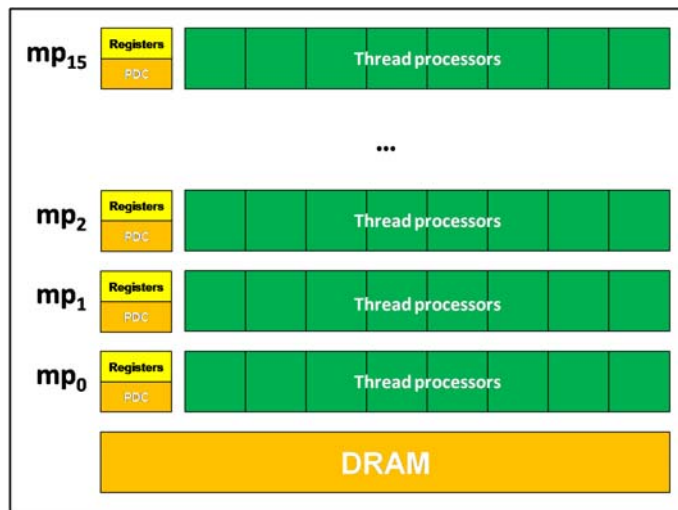 mp15
Registers
PDC
Thread processors
...
mp2
Registers
PDC
Thread processors
mp1
Registers
PDC
Thread processors
mp0
Registers
PDC
Thread processors
DRAM